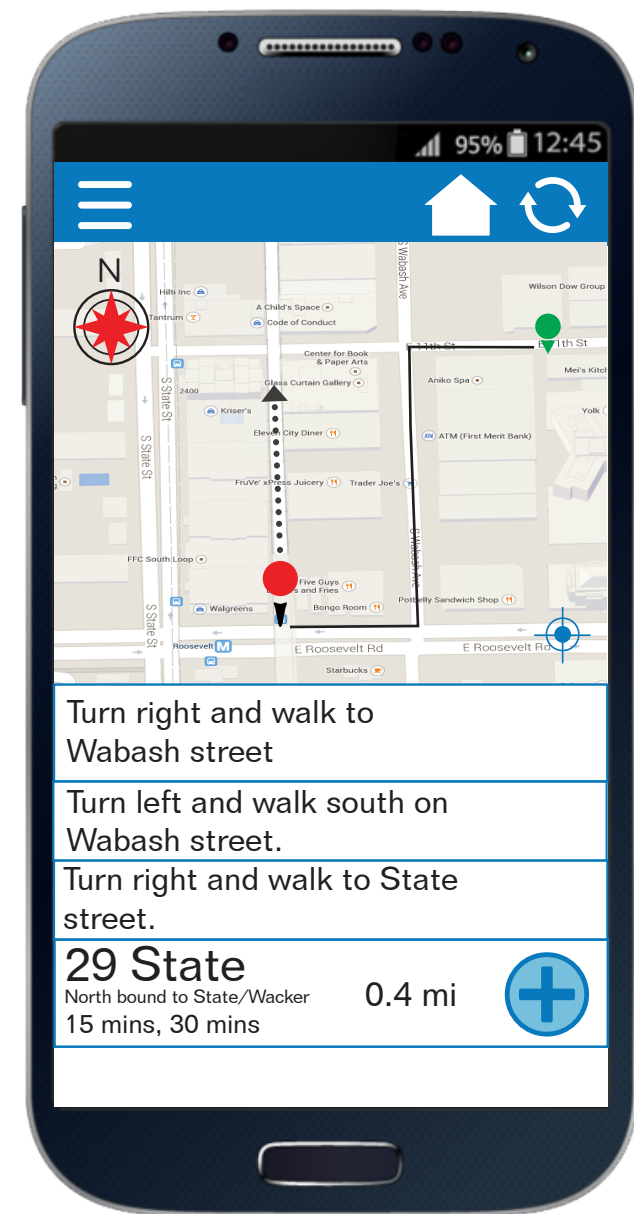 95% 12:45
N
S Wabash Ave
Hilti Inc
Wilson Dow Group
A Child's Space
Tantrum
Code of Conduct
E 11th St
E 11th St
Center for Book
& Paper Arts
Mei's Kitch
S State St
2400
Glass Curtain Gallery
Aniko Spa
Kriser's
Yolk
Eleven City Diner
ATM
ATM (First Merit Bank)
S State St
FruVe' xPress Juicery
Trader Joe's
S Wabash Ave
FFC South Loop
Five Guys
s and Fries
Potbelly Sandwich Shop
S State St
Walgreens
Bongo Room
Roosevelt M
E Roosevelt Rd
E Roosevelt Rd
Starbucks
Turn right and walk to
Wabash street
Turn left and walk south on
Wabash street.
Turn right and walk to State
street.
29 State
North bound to State/Wacker
15 mins, 30 mins
0.4 mi